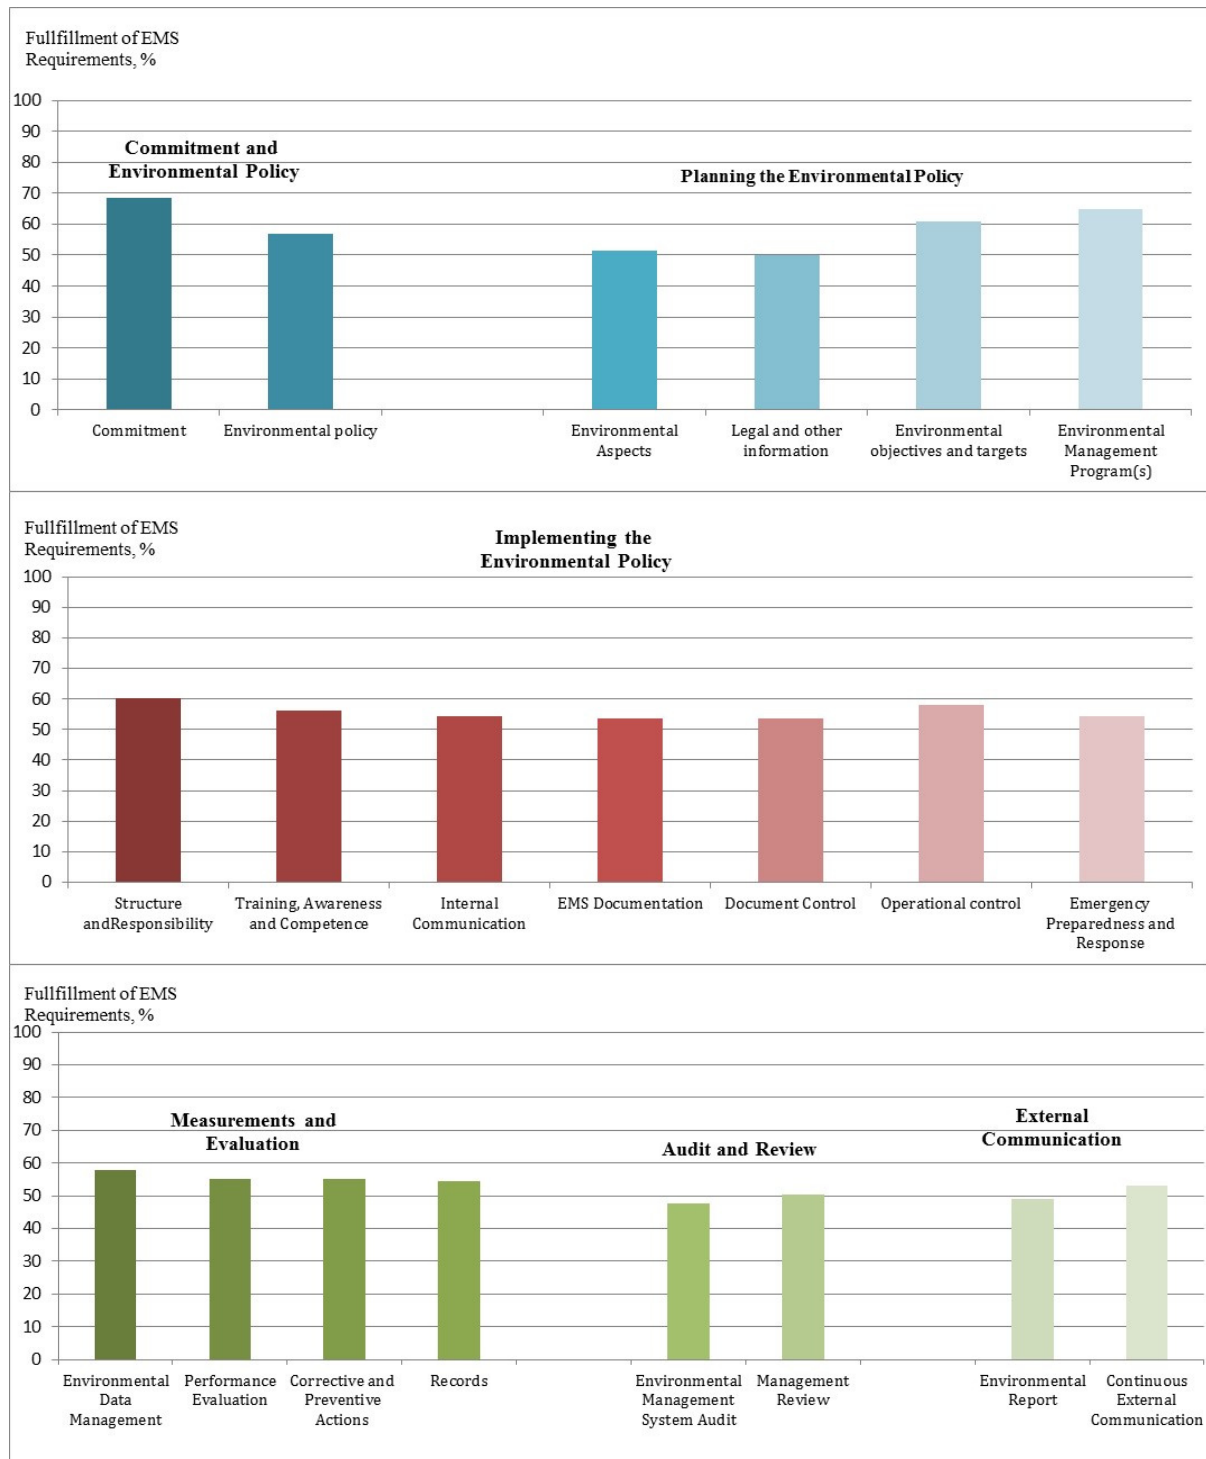 Fullfillment of EMS
Requirements, %
100
90
80
70
60
50
40
30
20
10
0
Commitment and
Environmental Policy
Planning the Environmental Policy
Commitment
Environmental policy
Environmental
Aspects
Legal and other
information
Environmental
objectives and targets
Environmental
Management
Program(s)
Fullfillment of EMS
Requirements, %
Implementing the
Environmental Policy
100
90
80
70
60
50
40
30
20
10
0
Structure
andResponsibility
Training, Awareness
and Competence
Internal
Communication
EMS Documentation
Document Control
Operational control
Emergency
Preparedness and
Response
Fullfillment of EMS
Requirements, %
100
90
80
70
60
50
40
30
20
10
0
Measurements and
Evaluation
Audit and Review
External
Communication
Environmental
Data
Management
Performance
Evaluation
Corrective and
Preventive
Actions
Records
Environmental
Management
System Audit
Management
Review
Environmental
Report
Continuous
External
Communication